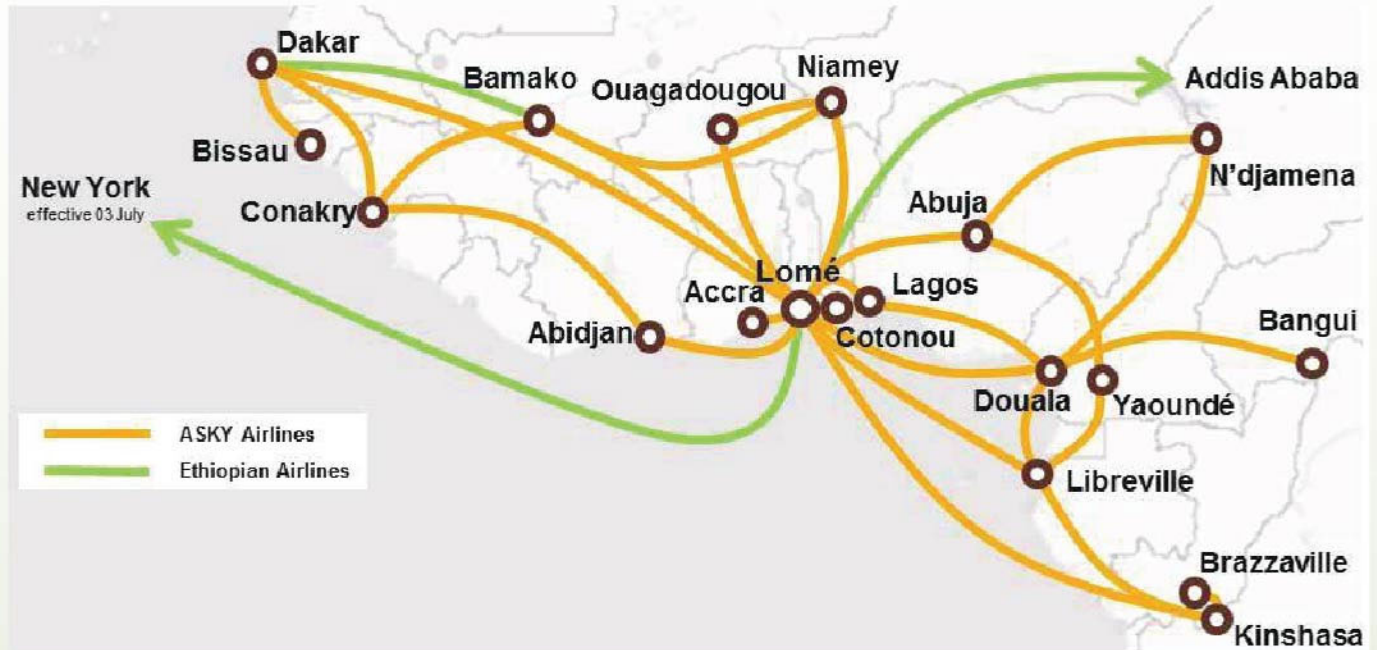 Dakar
Bamako
Ouagadougou
Niamey
Addis Ababa
Bissau
N'djamena
New York
effective 03 July
Conakry
Abuja
Lomé
Accra
Lagos
Abidjan
Cotonou
Bangui
Douala
Yaoundé
ASKY Airlines
Ethiopian Airlines
Libreville
Brazzaville
Kinshasa